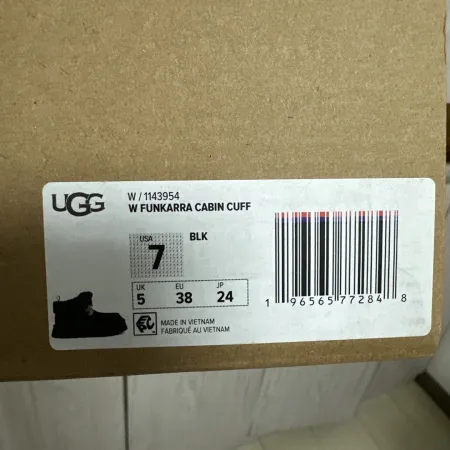 UGG
W / 1143954
W FUNKARRA CABIN CUFF
USA
7
BLK
UK EU JP
5 38 24
MADE IN VIETNAM
FABRIQUÉ AU VIETNAM
1 96565 77284 8